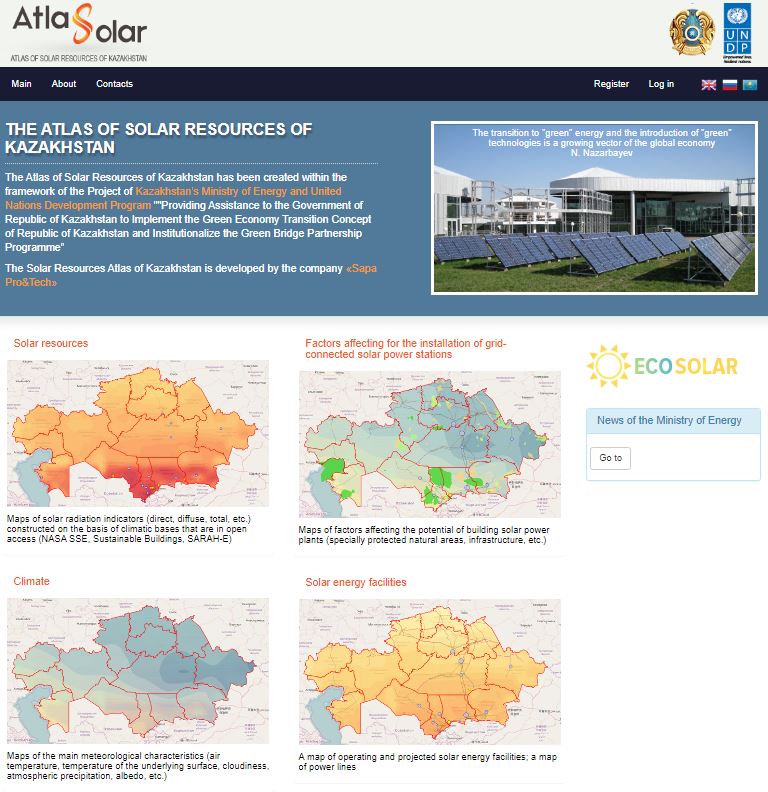 AtlaSolar
ATLAS OF SOLAR RESOURCES OF KAZAKHSTAN
U N
D P
Empowered lives.
Resilient nations.
Main About Contacts Register Log in
THE ATLAS OF SOLAR RESOURCES OF
KAZAKHSTAN
The Atlas of Solar Resources of Kazakhstan has been created within the
framework of the Project of Kazakhstan's Ministry of Energy and United
Nations Development Program ""Providing Assistance to the Government of
Republic of Kazakhstan to Implement the Green Economy Transition Concept
of Republic of Kazakhstan and Institutionalize the Green Bridge Partnership
Programme"
The Solar Resources Atlas of Kazakhstan is developed by the company «Sapa
Pro&Tech»
The transition to "green" energy and the introduction of "green"
technologies is a growing vector of the global economy
N. Nazarbayev
Solar resources
Maps of solar radiation indicators (direct, diffuse, total, etc.)
constructed on the basis of climatic bases that are in open
access (NASA SSE, Sustainable Buildings, SARAH-E)
Factors affecting for the installation of grid-
connected solar power stations
Maps of factors affecting the potential of building solar power
plants (specially protected natural areas, infrastructure, etc.)
ECOSOLAR
News of the Ministry of Energy
Go to
Climate
Maps of the main meteorological characteristics (air
temperature, temperature of the underlying surface, cloudiness,
atmospheric precipitation, albedo, etc.)
Solar energy facilities
A map of operating and projected solar energy facilities; a map
of power lines